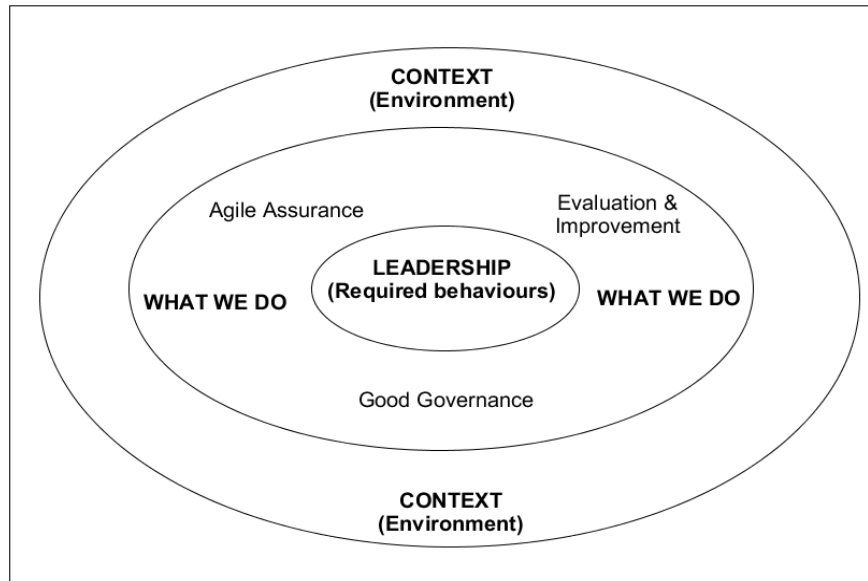 CONTEXT
(Environment)
Agile Assurance
Evaluation &
Improvement
LEADERSHIP
(Required behaviours)
WHAT WE DO
WHAT WE DO
Good Governance
CONTEXT
(Environment)